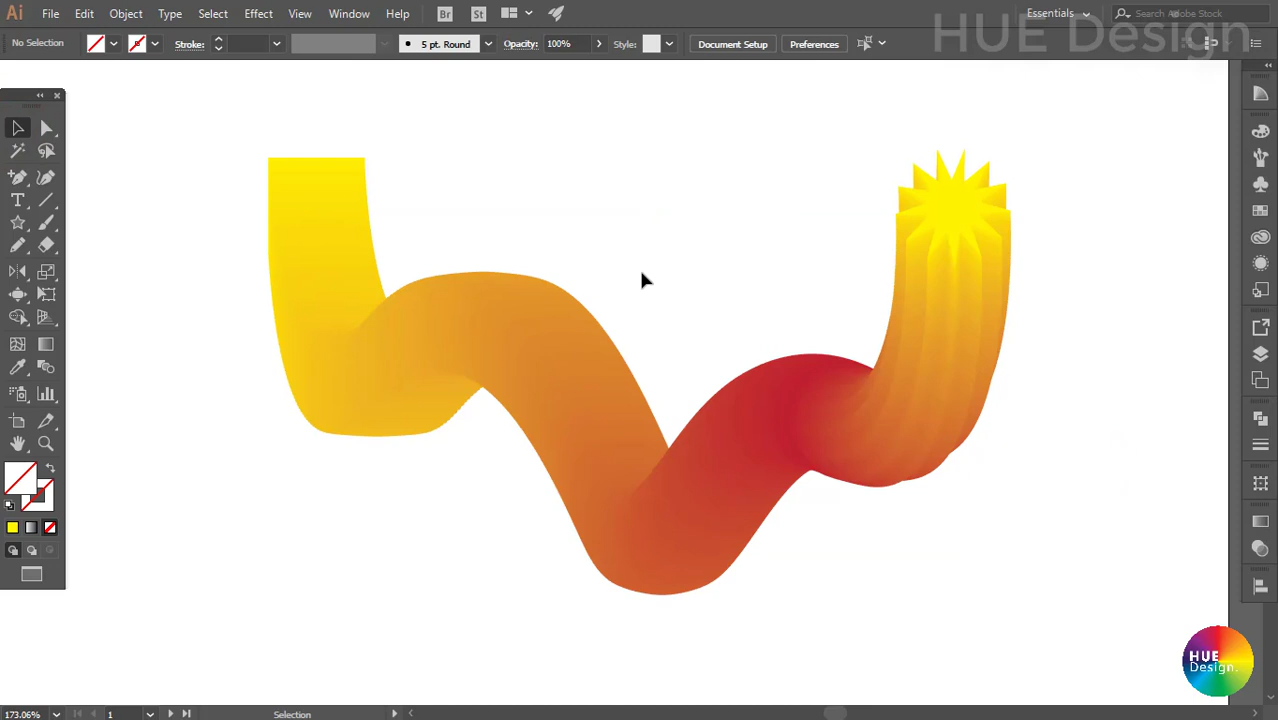 Ai File Edit Object Type Select Effect View Window Help Br St Essentials Search Adobe Stock
HUE Design
No Selection Stroke: 5 pt. Round Opacity: 100% Style: Document Setup Preferences
HUE
Design.
173.06% 1 Selection